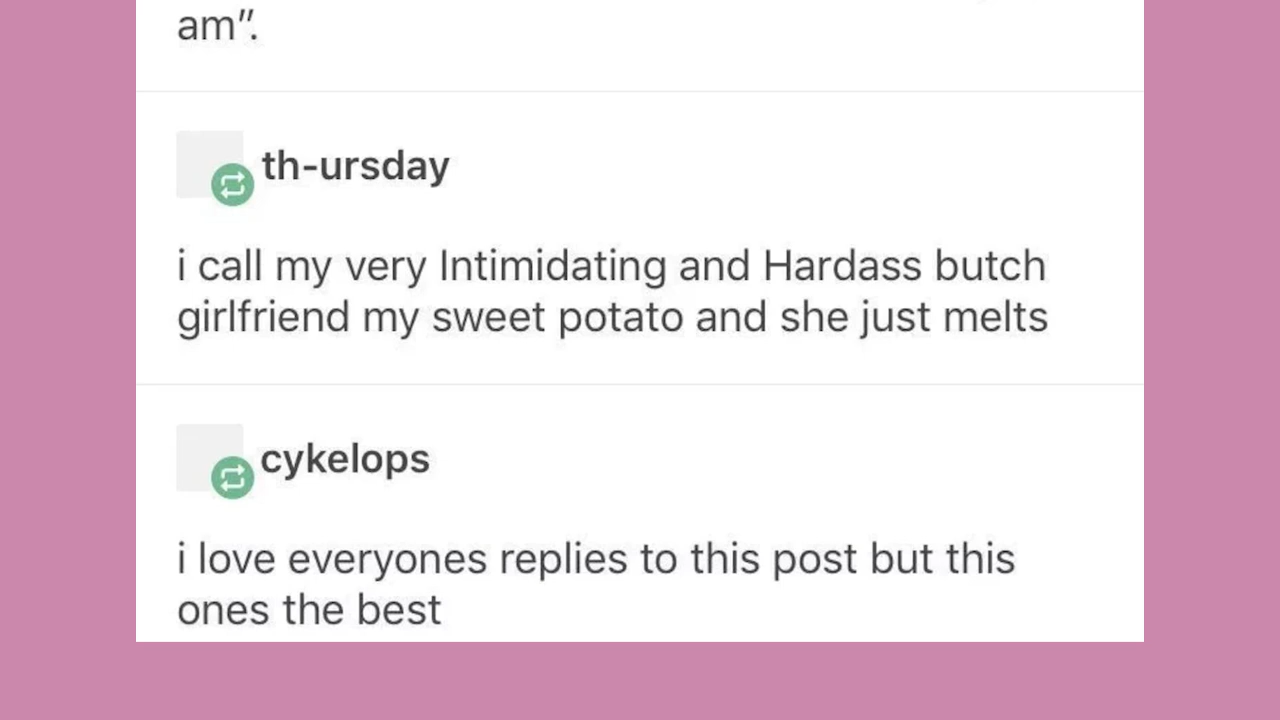 am”.
th-ursday
i call my very Intimidating and Hardass butch
girlfriend my sweet potato and she just melts
cykelops
i love everyones replies to this post but this
ones the best